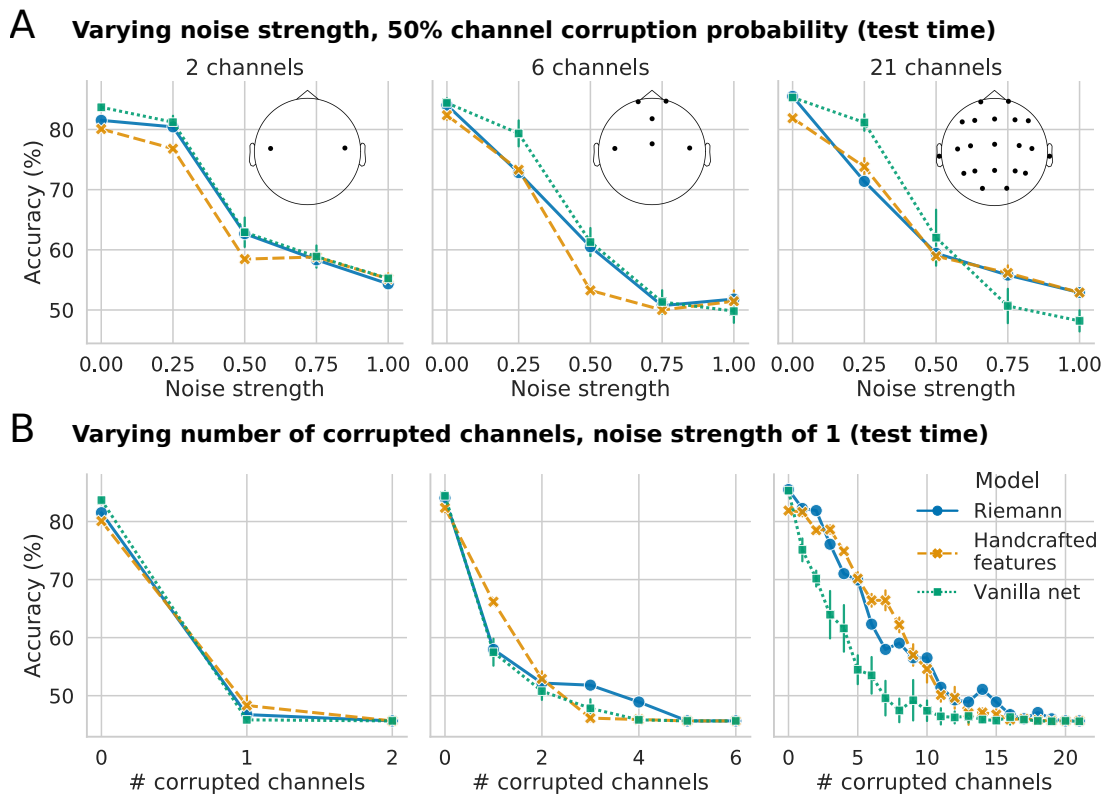 A Varying noise strength, 50% channel corruption probability (test time)
2 channels 6 channels 21 channels
Accuracy (%)
80
70
60
50
0.00 0.25 0.50 0.75 1.00 0.00 0.25 0.50 0.75 1.00 0.00 0.25 0.50 0.75 1.00
Noise strength Noise strength Noise strength
B Varying number of corrupted channels, noise strength of 1 (test time)
Accuracy (%)
80
70
60
50
Model
Riemann
Handcrafted
features
Vanilla net
0 1 2 0 2 4 6 0 5 10 15 20
# corrupted channels # corrupted channels # corrupted channels